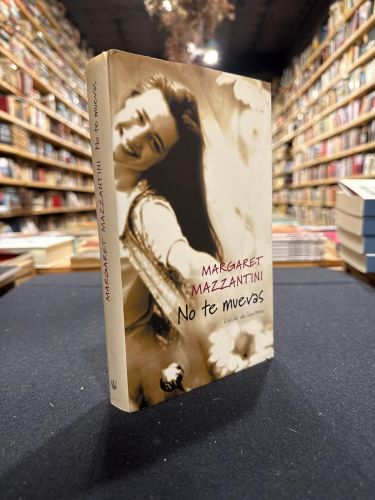 MARGARET MAZZANTINI No te muevas
MARGARET
MAZZANTINI
No te muevas
Círculo de Lectores